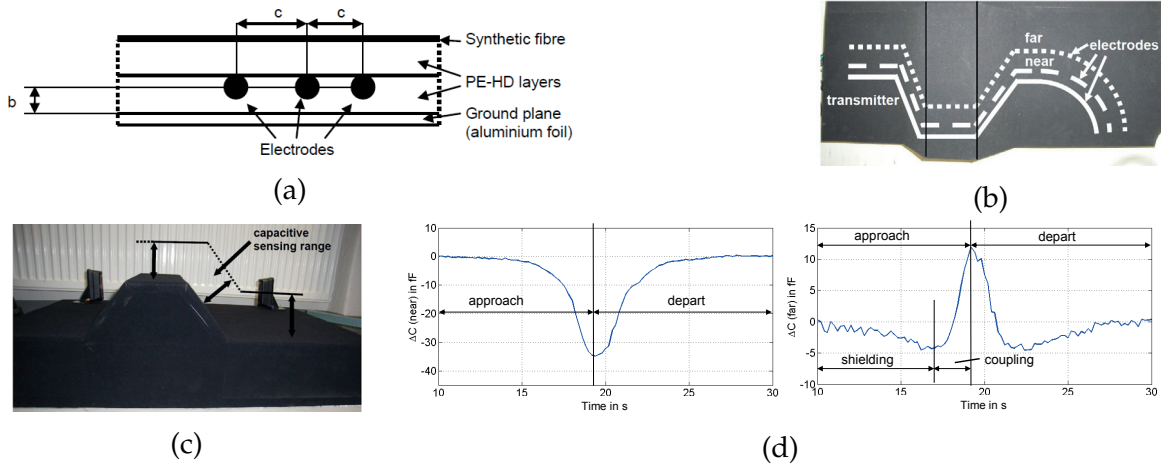 c
c
Synthetic fibre
PE-HD layers
b
Ground plane
(aluminium foil)
Electrodes
(a)
far
electrodes
near
transmitter
(b)
capacitive
sensing range
(c)
10
0
-10
-20
-30
-40
ΔC (near) in fF
approach
depart
10
15
20
25
30
Time in s
15
10
5
0
-5
-10
ΔC (far) in fF
approach
depart
shielding
coupling
10
15
20
25
30
Time in s
(d)